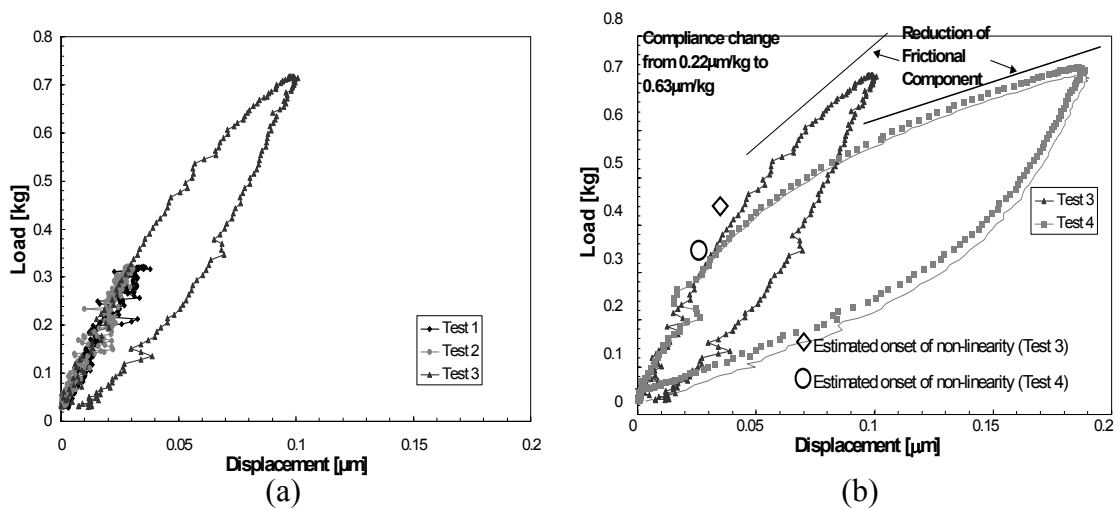 (a)
0.8
0.7
0.6
0.5
0.4
0.3
0.2
0.1
0
Load [kg]
Test 1
Test 2
Test 3
0
0.05
0.1
0.15
0.2
Displacement [µm]
(a)
(b)
0.8
0.7
0.6
0.5
0.4
0.3
0.2
0.1
0
Load [kg]
Compliance change
from 0.22µm/kg to
0.63µm/kg
Reduction of
Frictional
Component
Test 3
Test 4
Estimated onset of non-linearity (Test 3)
Estimated onset of non-linearity (Test 4)
0
0.05
0.1
0.15
0.2
Displacement [µm]
(b)